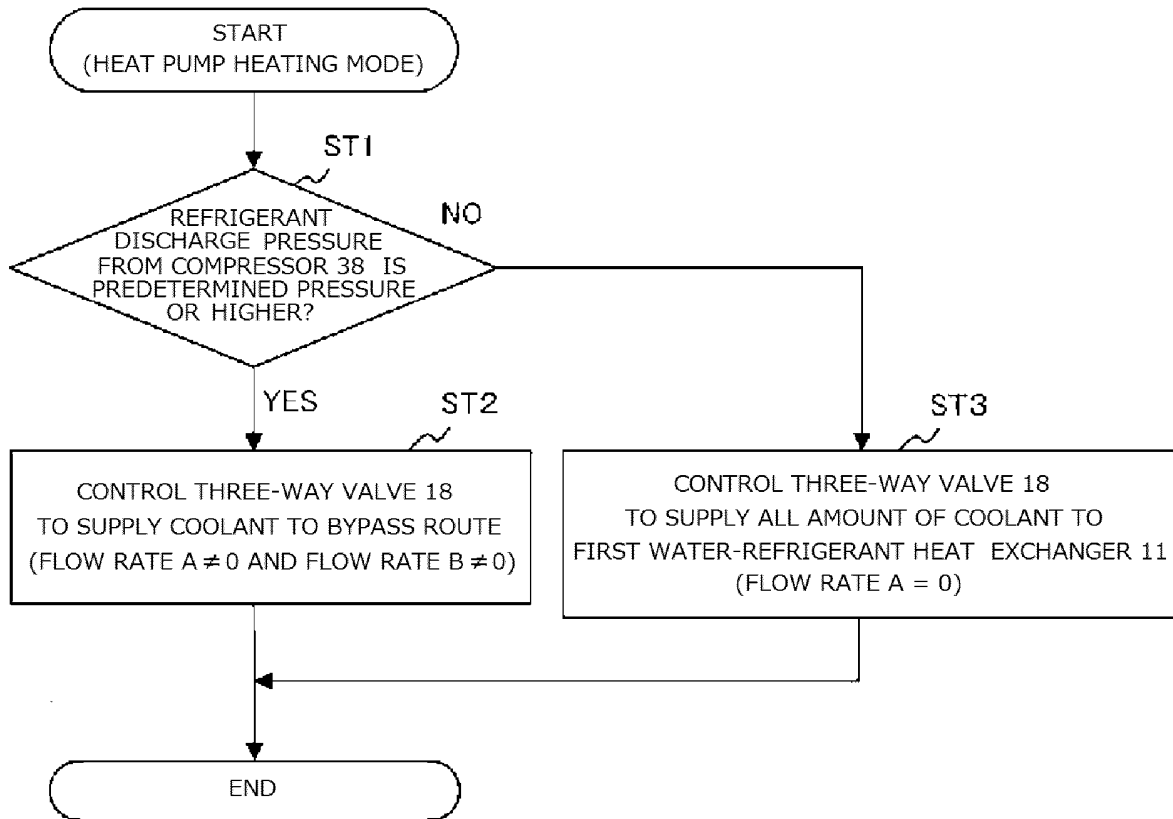 START
(HEAT PUMP HEATING MODE)
ST1
REFRIGERANT
DISCHARGE PRESSURE
FROM COMPRESSOR 38 IS
PREDETERMINED PRESSURE
OR HIGHER?
NO
YES
ST2
CONTROL THREE-WAY VALVE 18
TO SUPPLY COOLANT TO BYPASS ROUTE
(FLOW RATE A≠0 AND FLOW RATE B≠0)
ST3
CONTROL THREE-WAY VALVE 18
TO SUPPLY ALL AMOUNT OF COOLANT TO
FIRST WATER-REFRIGERANT HEAT EXCHANGER 11
(FLOW RATE A = 0)
END